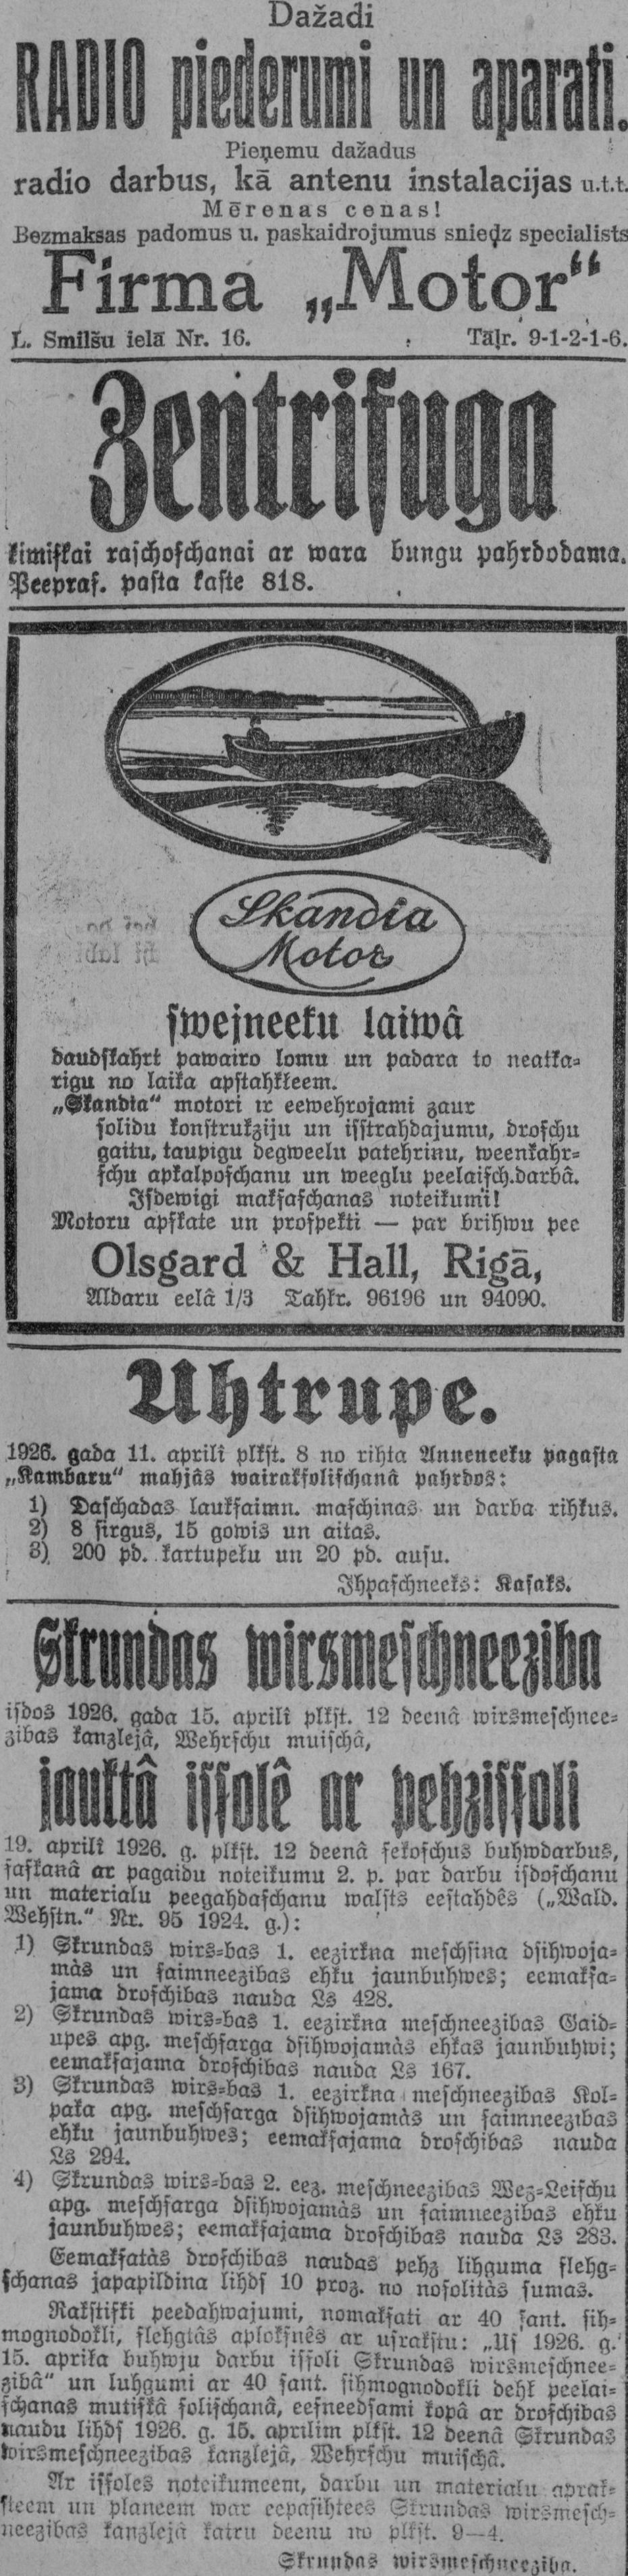 Dažadi
RADIO piederumi un aparati.
Pieņemu dažadus
radio darbus, kā antenu instalacijas u.t.t.
Mērenas cenas!
Bezmaksas padomus u. paskaidrojumus sniedz specialists
Firma „Motor“
L. Smilšu ielā Nr. 16. Tāļr. 9-1-2-1-6.
Zentrifuga
ķimiskai raschoschanai ar wara bungu pahrdodama.
Peepras. pasta kaste 818.
Skandia
Motor
swejneeku laiwâ
daudskahrt pawairo lomu un padara to neatka-
rigu no laika apstahkleem.
„Skandia“ motori ir eewehrojami zaur
solidu konstrukziju un isstrahdajumu, droschu
gaitu, taupigu degweelu patehrinu, weenkahr-
schu apkalposchanu un weeglu peelaisch.darbâ.
Isdewigi maksaschanas noteikumi!
Motoru apskate un prospekti — par brihwu pee
Olsgard & Hall, Rigā,
Aldaru eelâ 1/3 Tahlr. 96196 un 94090.
Uhtrupe.
1926. gada 11. aprilî plkst. 8 no rihta Annenceku pagasta
„Kambaru“ mahjâs wairaksolischanâ pahrdos:
1) Daschadas lauksaimn. maschinas un darba rihkus.
2) 8 sirgus, 15 gowis un aitas.
3) 200 pd. kartupeļu un 20 pd. ausu.
Ihpaschneeks: Kasaks.
Skrundas wirsmeschneeziba
isdos 1926. gada 15. aprilî plkst. 12 deenâ wirsmeschnee-
zibas kanzlejâ, Wehrschu muischâ,
jauktâ issolê ar pehzissoli
19. aprilî 1926. g. plkst. 12 deenâ sekoschus buhwdarbus,
saskanâ ar pagaidu noteikumu 2. p. par darbu isdoschanu
un materialu peegahdaschanu walsts eestahdês („Wald.
Wehstn.“ Nr. 95 1924. g.):
1) Skrundas wirs-bas 1. eezirkna meschsina dsihwoja-
màs un saimneezibas ehku jaunbuhwes; eemaksa-
jama droschibas nauda Ls 428.
2) Skrundas wirs-bas 1. eezirkna meschneezibas Gaid-
upes apg. meschsarga dsihwojamàs ehkas jaunbuhwi;
eemaksajama droschibas nauda Ls 167.
3) Skrundas wirs-bas 1. eezirkna meschneezibas Kol-
paka apg. meschsarga dsihwojamàs un saimneezibas
ehku jaunbuhwes; eemaksajama droschibas nauda
Ls 294.
4) Skrundas wirs-bas 2. eez. meschneezibas Wez-Leischu
apg. meschsarga dsihwojamàs un saimneezibas ehku
jaunbuhwes; eemaksajama droschibas nauda Ls 283.
Eemaksatàs droschibas naudas pehz lihguma slehg-
schanas japapildina lihds 10 proz. no nosolitàs sumas.
Rakstiski peedahwajumi, nomaksati ar 40 sant. sih-
mognodokli, slehgtâs aploksnês ar usrakstu: „Us 1926. g.
15. aprila buhwju darbu issoli Skrundas wirsmeschnee-
zibâ“ un luhgumi ar 40 sant. sihmognodokli dehl peelai-
schanas mutiskâ solischanâ, eesneedsami kopâ ar droschibas
naudu lihds 1926. g. 15. aprilim plkst. 12 deenâ Skrundas
wirsmeschneezibas kanzlejâ, Wehrschu muischâ.
Ar issoles noteikumeem, darbu un materialu aprak-
steem un planeem war eepasihtees Skrundas wirsmesch-
neezibas kanzlejâ katru deenu no plkst. 9—4.
Skrundas wirsmeschneeziba.